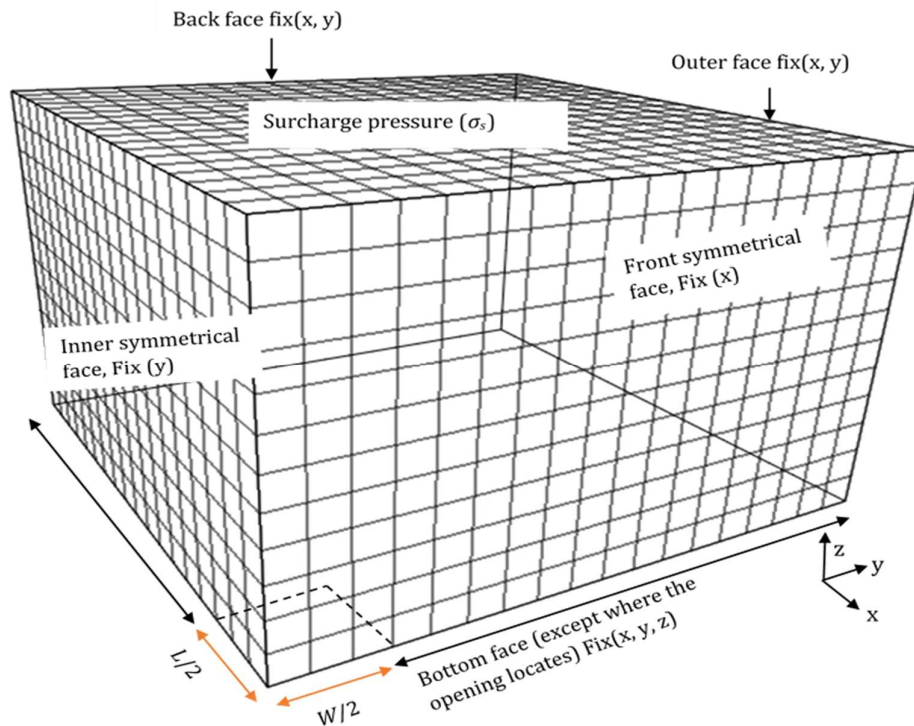 Back face fix(x, y)
Outer face fix(x, y)
Surcharge pressure (σₛ)
Front symmetrical
face, Fix (x)
Inner symmetrical
face, Fix (y)
z
y
x
Bottom face (except where the
opening locates) Fix(x, y, z)
L/2
W/2